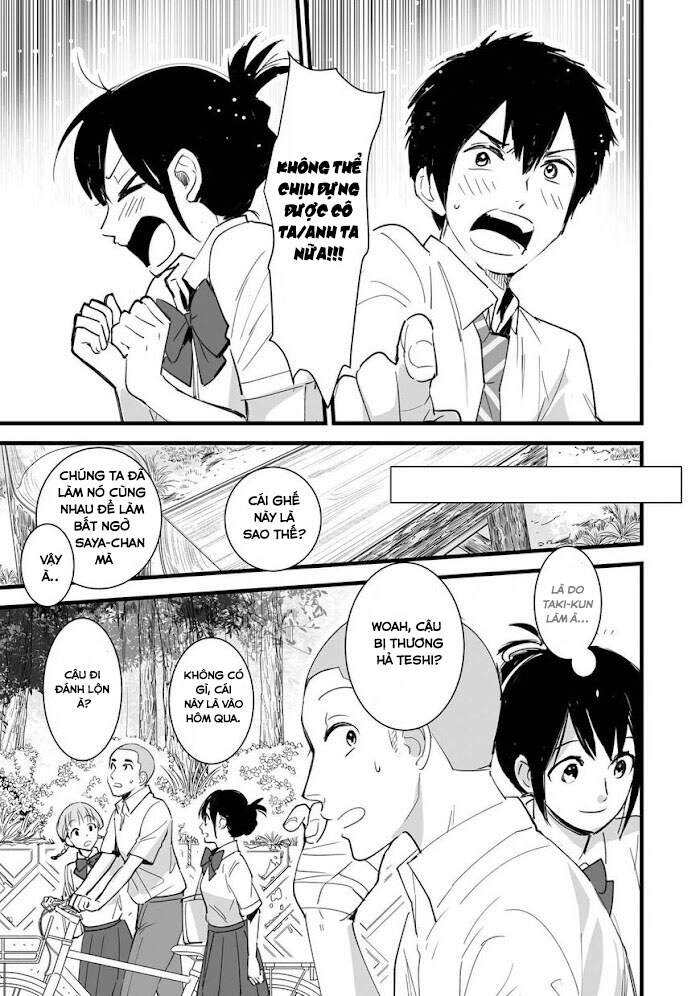 KHÔNG THỂ
CHỊU ĐỰNG
ĐƯỢC CÔ
TA/ANH TA
NỮA!!!
CÁI GHẾ
NÀY LÀ
SAO THẾ?
CHÚNG TA ĐÃ
LÀM NÓ CÙNG
NHAU ĐỂ LÀM
BẤT NGỜ
SAYA-CHAN
MÀ
VẬY
À..
LÀ DO
TAKI-KUN
LÀM À...
WOAH, CẬU
BỊ THƯƠNG
HẢ TESHI?
KHÔNG CÓ
GÌ, CÁI
NÀY LÀ VÀO
HÔM QUA.
CẬU ĐI
ĐÁNH LỘN
À?